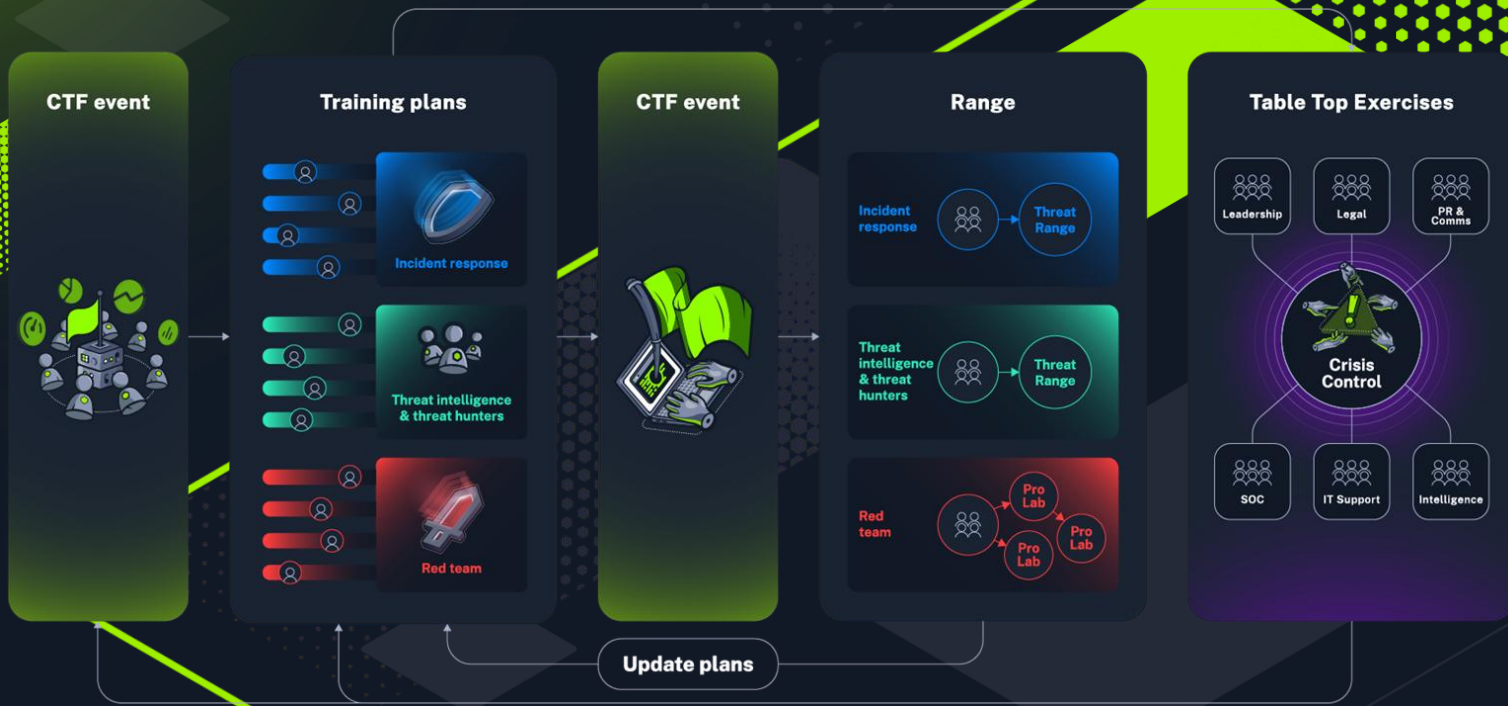 CTF event
Training plans
Incident response
Threat intelligence
& threat hunters
Red team
CTF event
Range
Incident
response
Threat
Range
Threat
intelligence
& threat
hunters
Threat
Range
Red
team
Pro
Lab
Pro
Lab
Pro
Lab
Table Top Exercises
Leadership
Legal
PR &
Comms
Crisis
Control
SOC
IT Support
Intelligence
Update plans